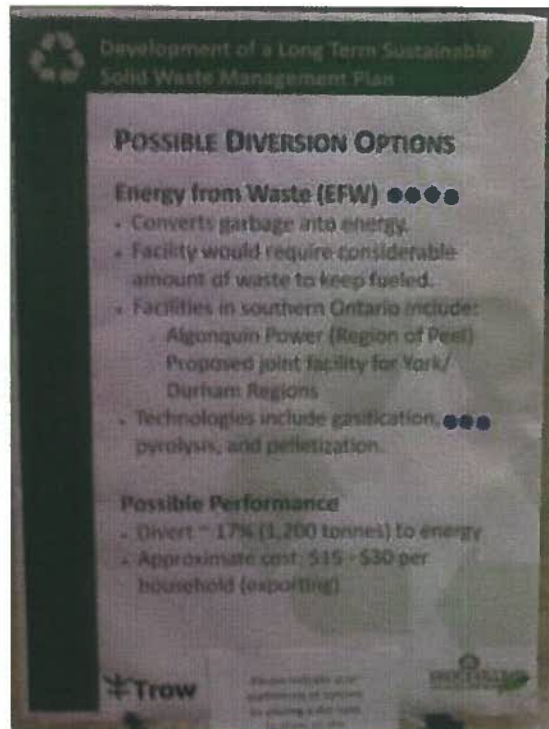 Development of a Long Term Sustainable
Solid Waste Management Plan
POSSIBLE DIVERSION OPTIONS
Energy from Waste (EFW)
• Converts garbage into energy.
• Facility would require considerable
amount of waste to keep fueled.
• Facilities in southern Ontario include:
Algonquin Power (Region of Peel)
Proposed joint facility for York/
Durham Regions
• Technologies include gasification,
pyrolysis, and pelletization.
Possible Performance
• Divert ~ 17% (1,200 tonnes) to energy
• Approximate cost: $15 - $30 per
household (exporting)
Trow
BROCKVILLE